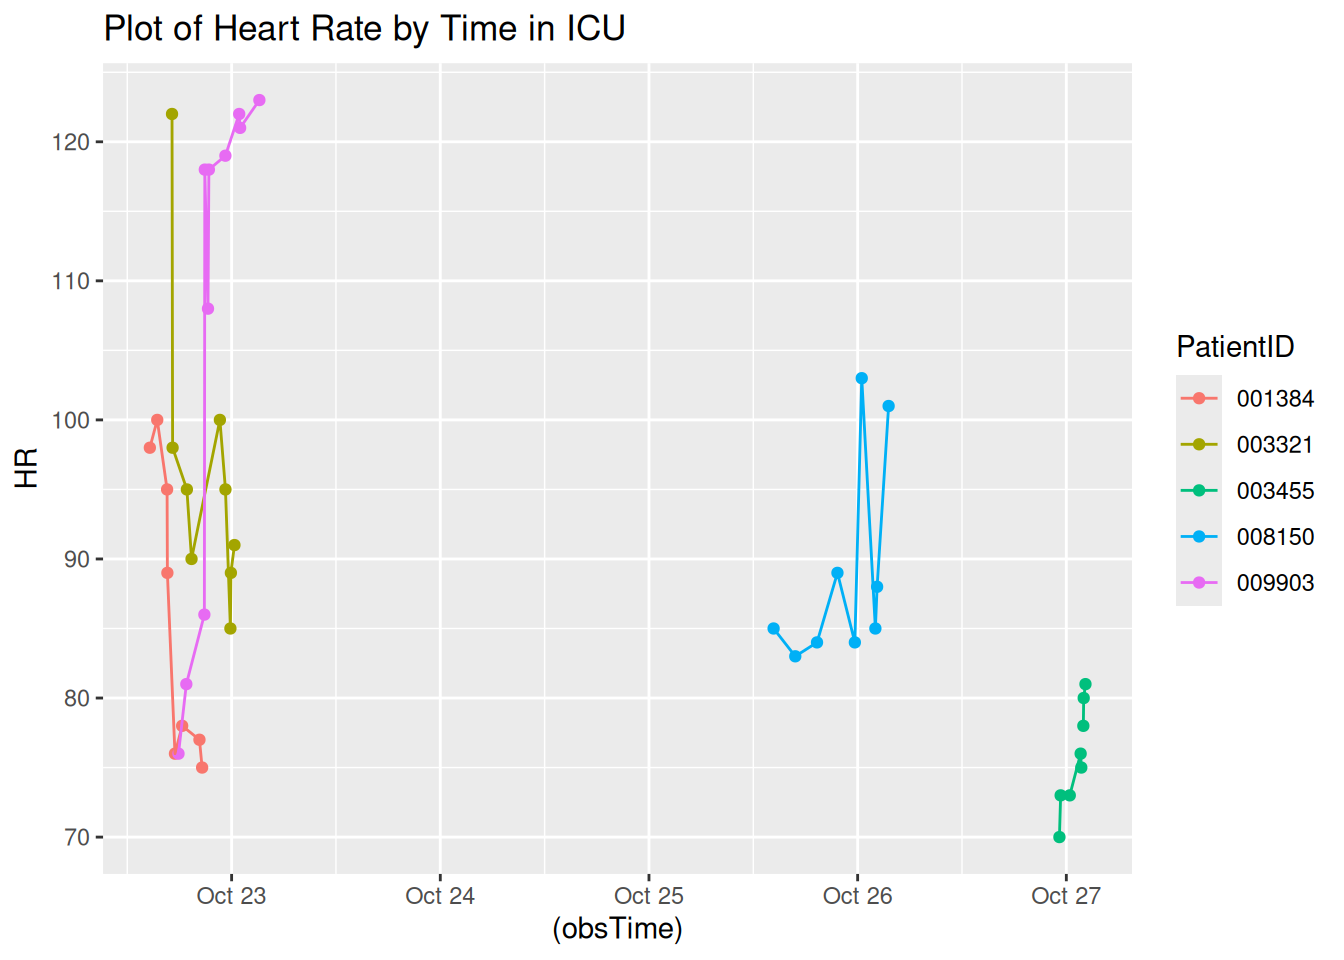 Plot of Heart Rate by Time in ICU
HR
120
110
100
90
80
70
Oct 23 Oct 24 Oct 25 Oct 26 Oct 27
(obsTime)
PatientID
001384
003321
003455
008150
009903